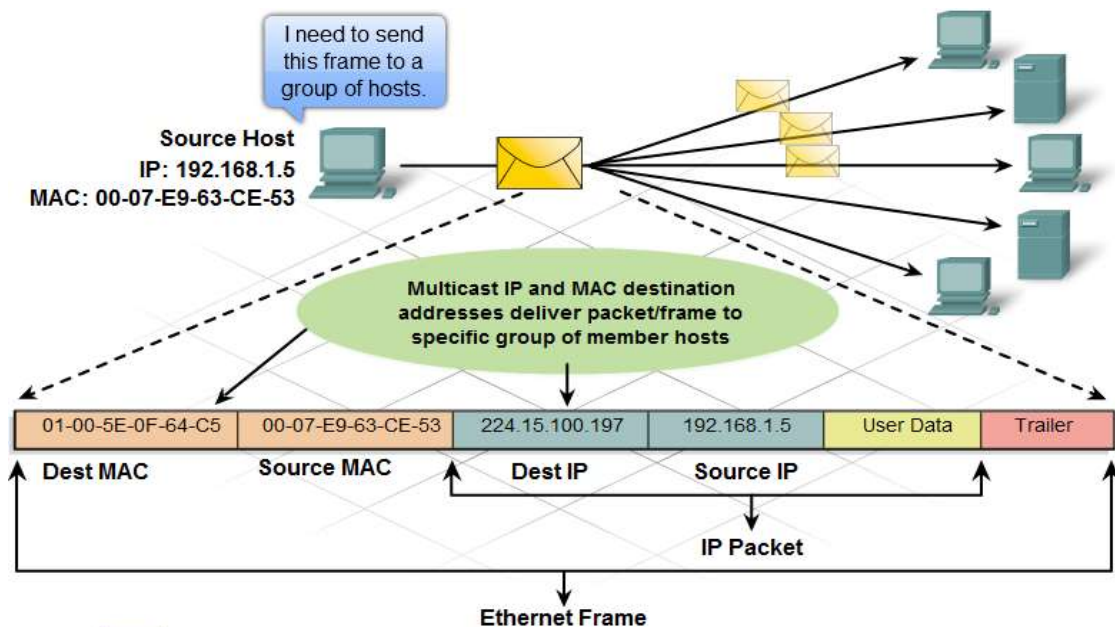 I need to send
this frame to a
group of hosts.
Source Host
IP: 192.168.1.5
MAC: 00-07-E9-63-CE-53
Multicast IP and MAC destination
addresses deliver packet/frame to
specific group of member hosts
01-00-5E-0F-64-C5 00-07-E9-63-CE-53 224.15.100.197 192.168.1.5 User Data Trailer
Dest MAC Source MAC Dest IP Source IP
IP Packet
Ethernet Frame